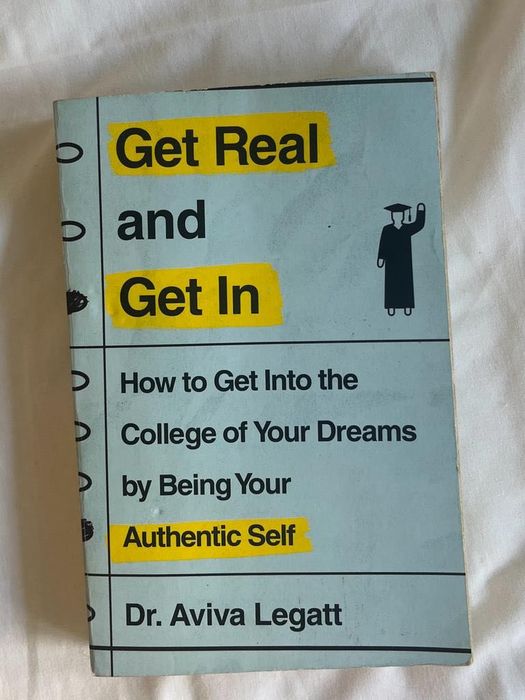 Get Real
and
Get In
How to Get Into the
College of Your Dreams
by Being Your
Authentic Self
Dr. Aviva Legatt